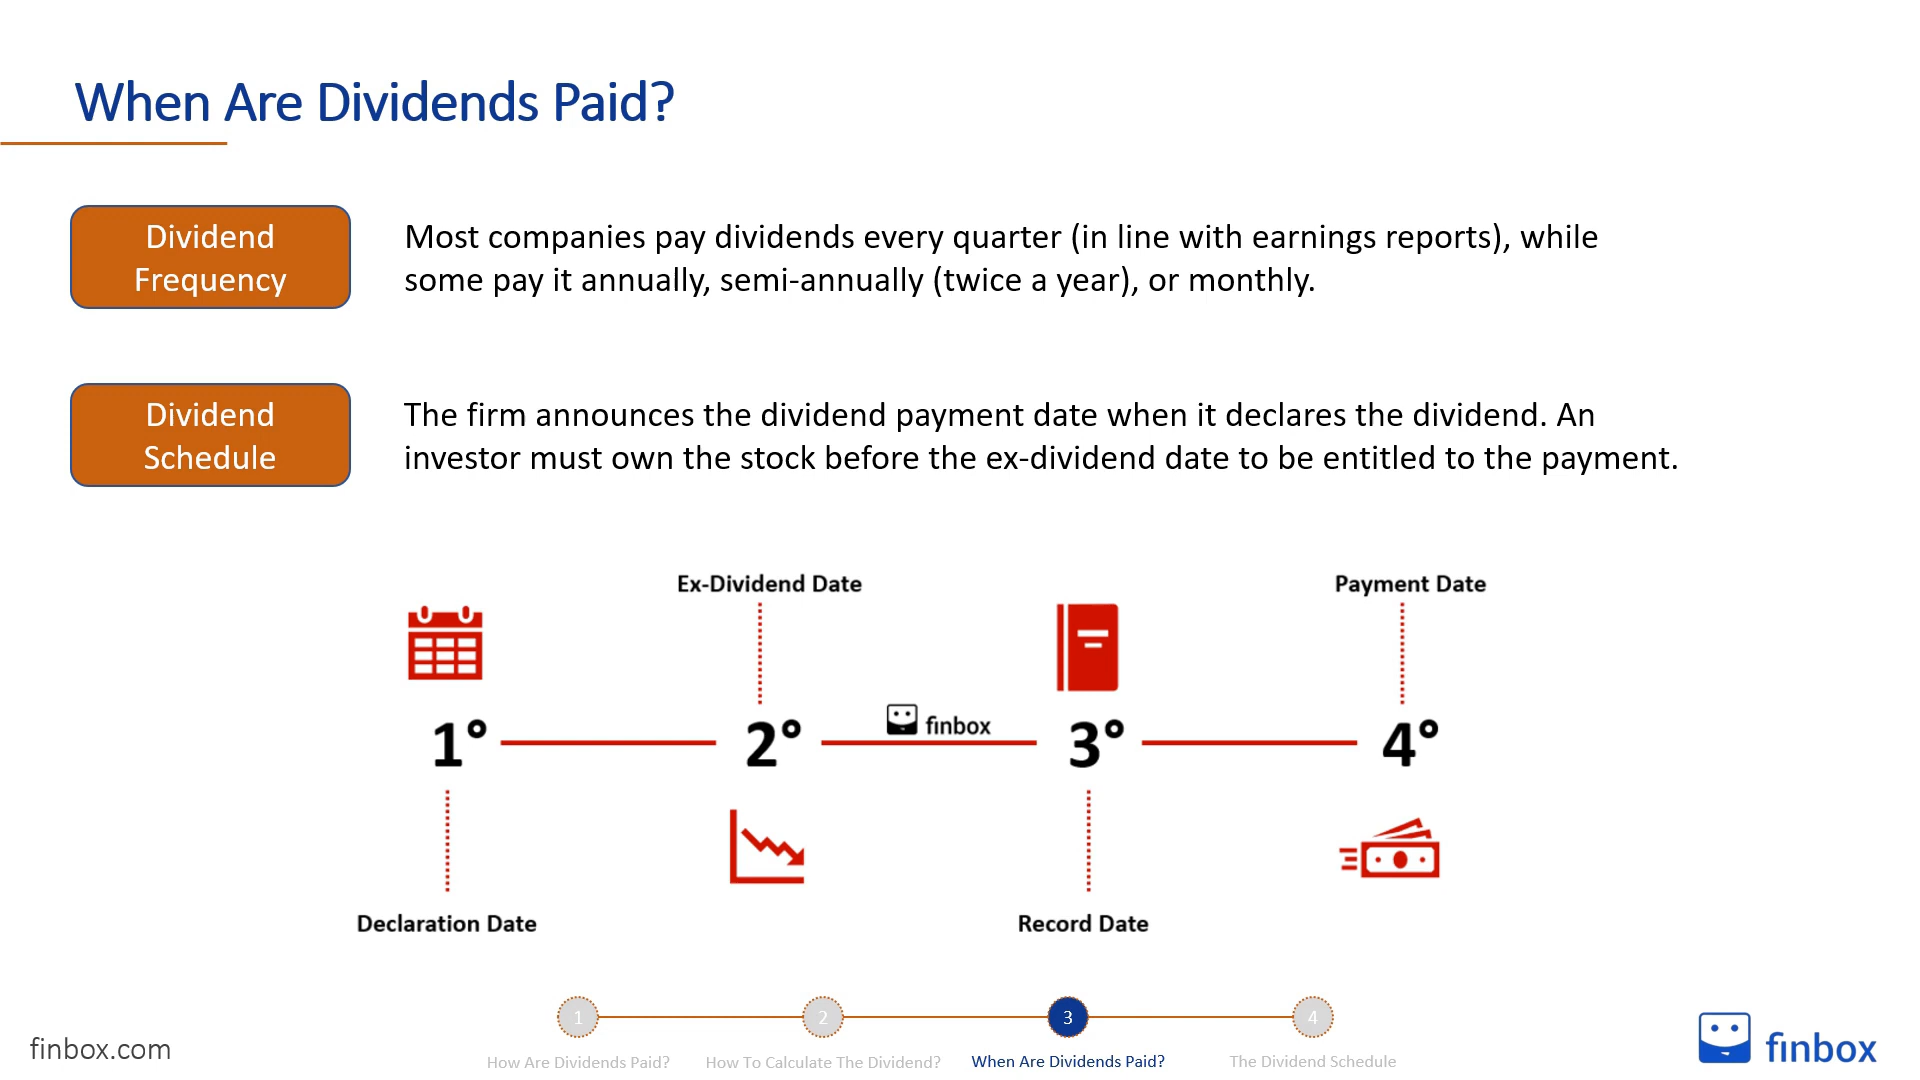 When Are Dividends Paid?
Dividend
Frequency
Most companies pay dividends every quarter (in line with earnings reports), while
some pay it annually, semi-annually (twice a year), or monthly.
Dividend
Schedule
The firm announces the dividend payment date when it declares the dividend. An
investor must own the stock before the ex-dividend date to be entitled to the payment.
Ex-Dividend Date
Payment Date
1° 2° finbox 3° 4°
Declaration Date
Record Date
1 2 3 4
How Are Dividends Paid? How To Calculate The Dividend? When Are Dividends Paid? The Dividend Schedule
finbox.com
finbox